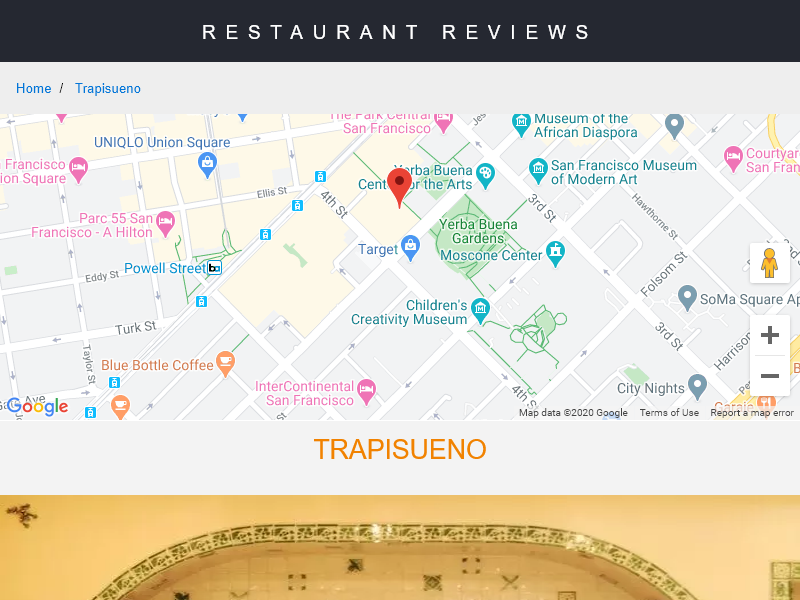 RESTAURANT REVIEWS
Home / Trapisueno
The Park Central
San Francisco
Museum of the
African Diaspora
UNIQLO Union Square
Francisco
ion Square
Yerba Buena
Center for the Arts
San Francisco Museum
of Modern Art
Courtyar
San Fran
Ellis St
4th St
3rd St
Hawthorne St
Parc 55 San
Francisco - A Hilton
Yerba Buena
Gardens
Target
Moscone Center
Folsom St
Powell Street
ba
Eddy St
SoMa Square Ap
Children's
Creativity Museum
Turk St
3rd St
Harrison
Taylor St
Blue Bottle Coffee
InterContinental
San Francisco
4th St
City Nights
Google
Map data ©2020 Google
Terms of Use
Report a map error
TRAPISUENO